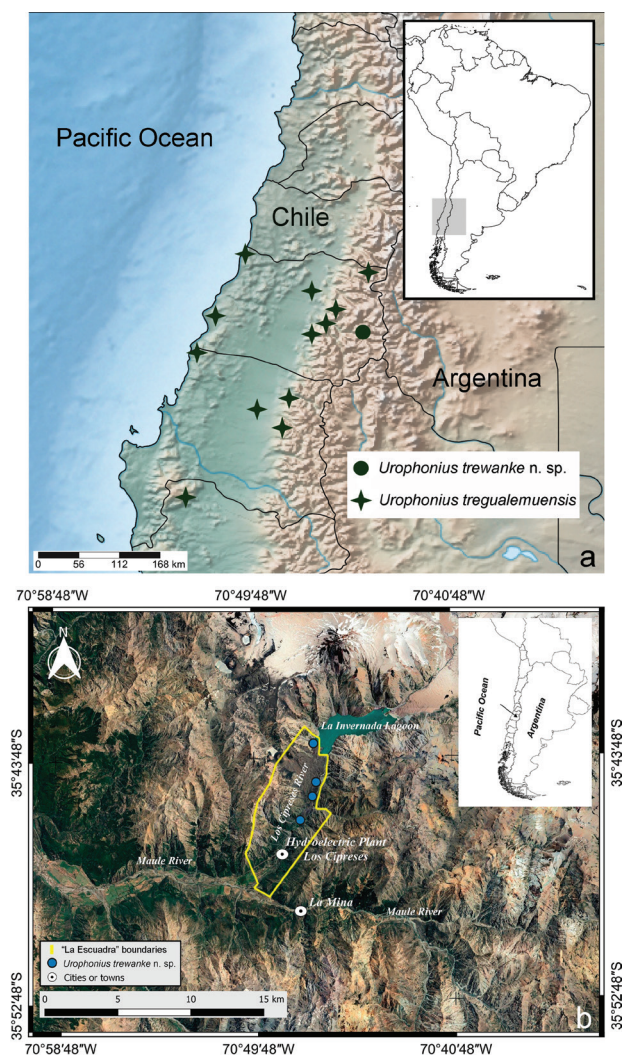 Pacific Ocean
Chile
Argentina
Urophonius trewanke n. sp.
Urophonius tregualemuensis
0 56 112 168 km
a
70°58'48"W 70°49'48"W 70°40'48"W
N
Pacific Ocean
Argentina
La Invernada Lagoon
35°43'48"S
35°43'48"S
Los Cipreses River
Hydroelectric Plant
Los Cipreses
Maule River
La Mina
Maule River
"La Escuadra" boundaries
Urophonius trewanke n. sp.
Cities or towns
0 5 10 15 km
35°52'48"S
35°52'48"S
b
70°58'48"W 70°49'48"W 70°40'48"W